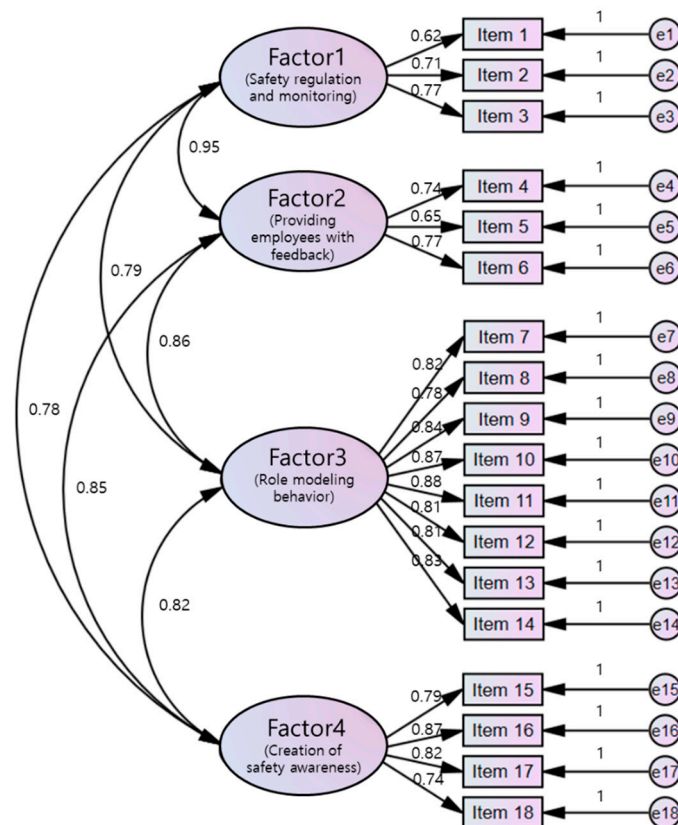 Factor1
(Safety regulation
and monitoring)
0.62
0.71
0.77
Item 1
Item 2
Item 3
1
1
1
e1
e2
e3
0.95
Factor2
(Providing
employees with
feedback)
0.74
0.65
0.77
Item 4
Item 5
Item 6
1
1
1
e4
e5
e6
0.79
0.86
0.78
0.85
Factor3
(Role modeling
behavior)
0.82
0.78
0.84
0.87
0.88
0.81
0.81
0.83
Item 7
Item 8
Item 9
Item 10
Item 11
Item 12
Item 13
Item 14
1
1
1
1
1
1
1
1
e7
e8
e9
e10
e11
e12
e13
e14
0.82
Factor4
(Creation of
safety awareness)
0.79
0.87
0.82
0.74
Item 15
Item 16
Item 17
Item 18
1
1
1
1
e15
e16
e17
e18